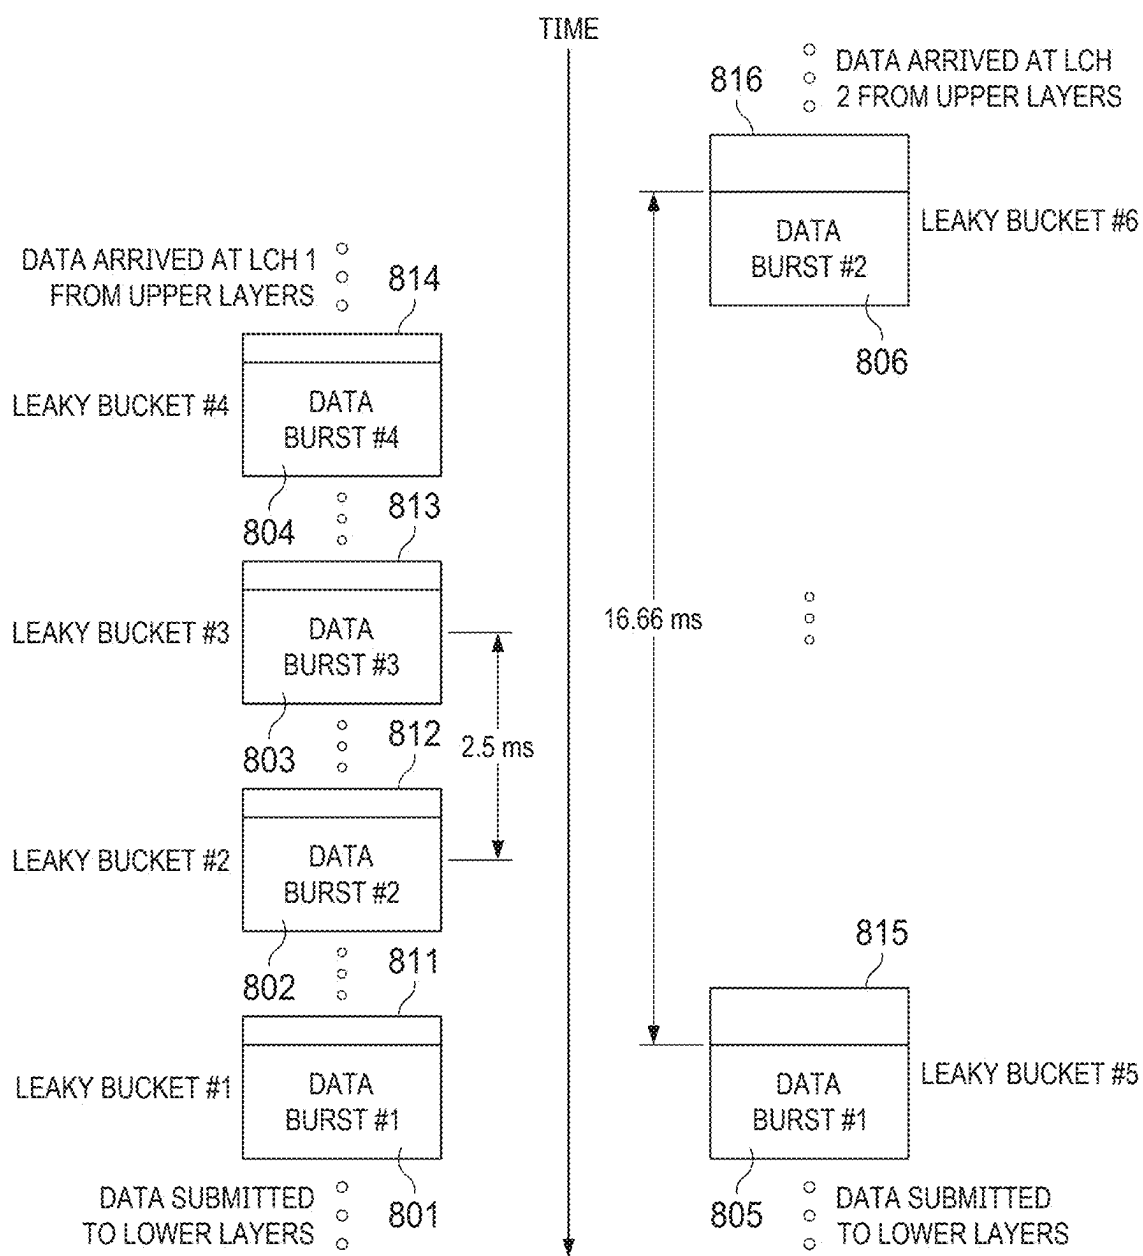 TIME
DATA ARRIVED AT LCH
2 FROM UPPER LAYERS
816
LEAKY BUCKET #6
DATA
BURST #2
806
DATA ARRIVED AT LCH 1
FROM UPPER LAYERS
814
LEAKY BUCKET #4
DATA
BURST #4
804
813
LEAKY BUCKET #3
DATA
BURST #3
803
16.66 ms
2.5 ms
812
LEAKY BUCKET #2
DATA
BURST #2
802
811
LEAKY BUCKET #1
DATA
BURST #1
801
DATA SUBMITTED
TO LOWER LAYERS
815
LEAKY BUCKET #5
DATA
BURST #1
805
DATA SUBMITTED
TO LOWER LAYERS